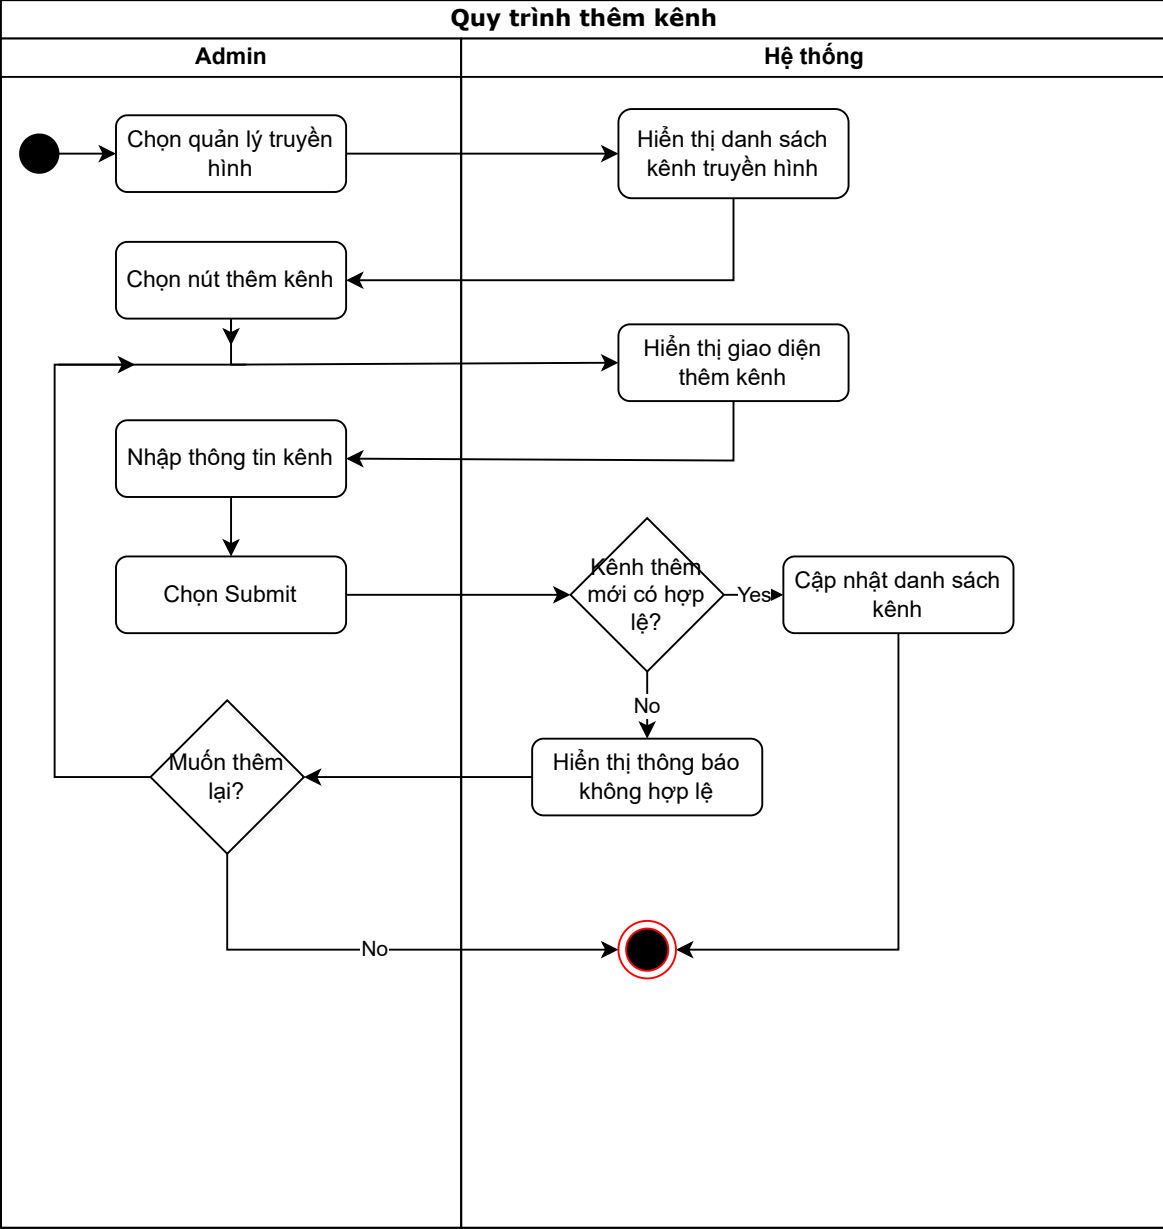 Quy trình thêm kênh
Admin
Hệ thống
Chọn quản lý truyền
hình
Hiển thị danh sách
kênh truyền hình
Chọn nút thêm kênh
Hiển thị giao diện
thêm kênh
Nhập thông tin kênh
Chọn Submit
Kênh thêm
mới có hợp
lệ?
Yes
Cập nhật danh sách
kênh
No
Hiển thị thông báo
không hợp lệ
Muốn thêm
lại?
No